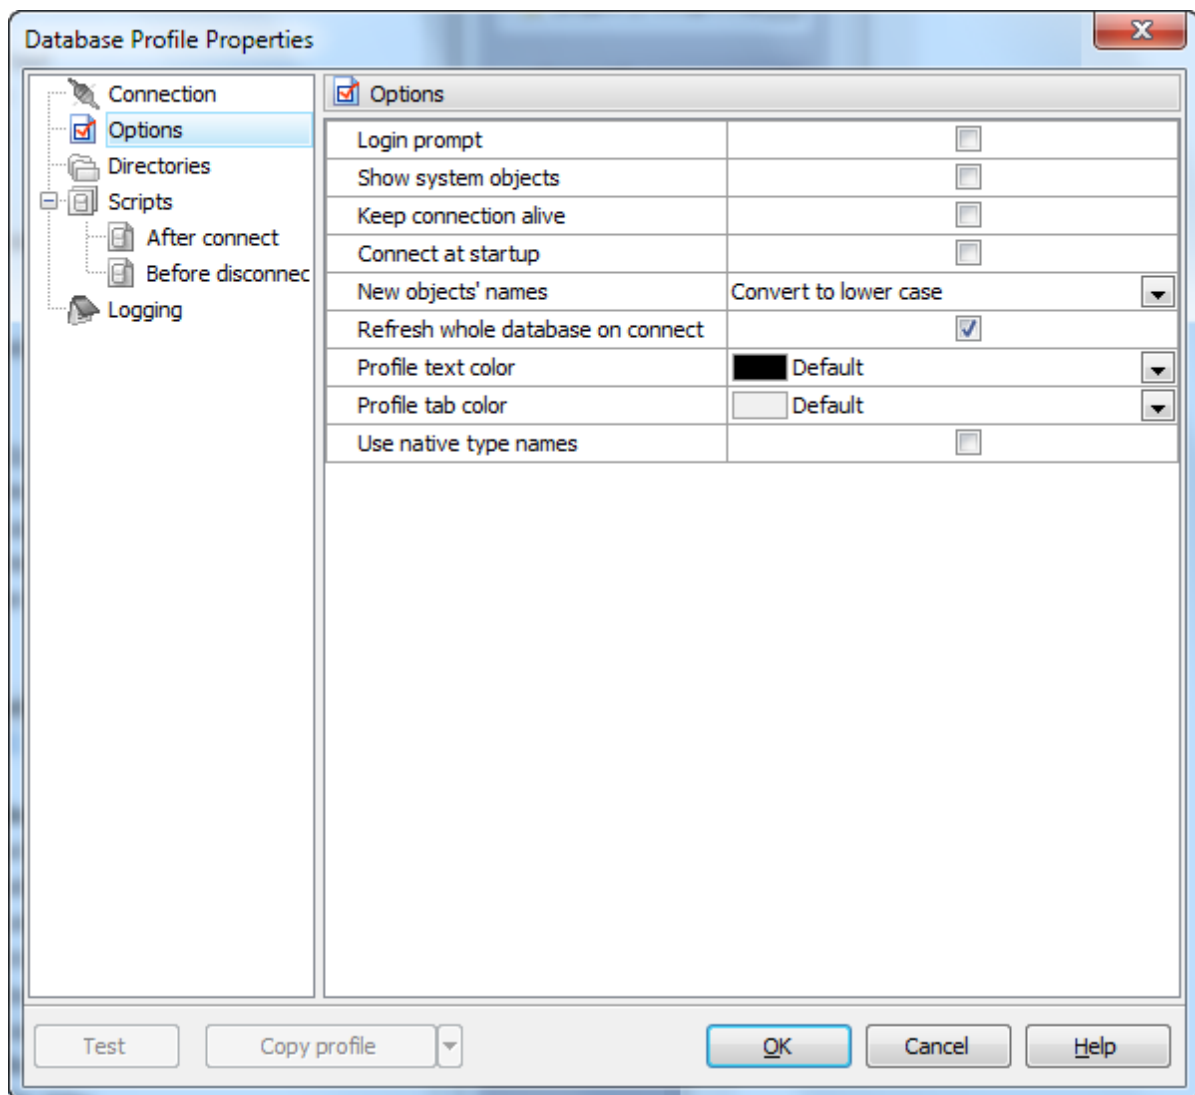 Database Profile Properties
Connection
Options
Directories
Scripts
After connect
Before disconnec
Logging
Options
Login prompt
Show system objects
Keep connection alive
Connect at startup
New objects' names Convert to lower case
Refresh whole database on connect
Profile text color Default
Profile tab color Default
Use native type names
Test Copy profile OK Cancel Help